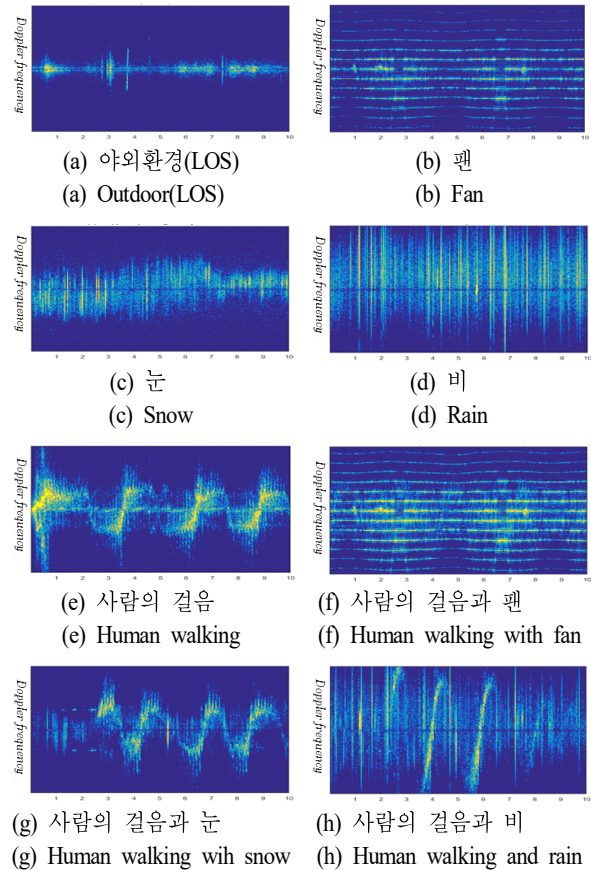 Doppler frequency
1 2 3 4 5 6 7 8 9 10
(a) 야외환경(LOS)
(a) Outdoor(LOS)
Doppler frequency
1 2 3 4 5 6 7 8 9 10
(b) 팬
(b) Fan
Doppler frequency
1 2 3 4 5 6 7 8 9 10
(c) 눈
(c) Snow
Doppler frequency
1 2 3 4 5 6 7 8 9 10
(d) 비
(d) Rain
Doppler frequency
1 2 3 4 5 6 7 8 9 10
(e) 사람의 걸음
(e) Human walking
Doppler frequency
1 2 3 4 5 6 7 8 9 10
(f) 사람의 걸음과 팬
(f) Human walking with fan
Doppler frequency
1 2 3 4 5 6 7 8 9 10
(g) 사람의 걸음과 눈
(g) Human walking wih snow
Doppler frequency
1 2 3 4 5 6 7 8 9 10
(h) 사람의 걸음과 비
(h) Human walking and rain